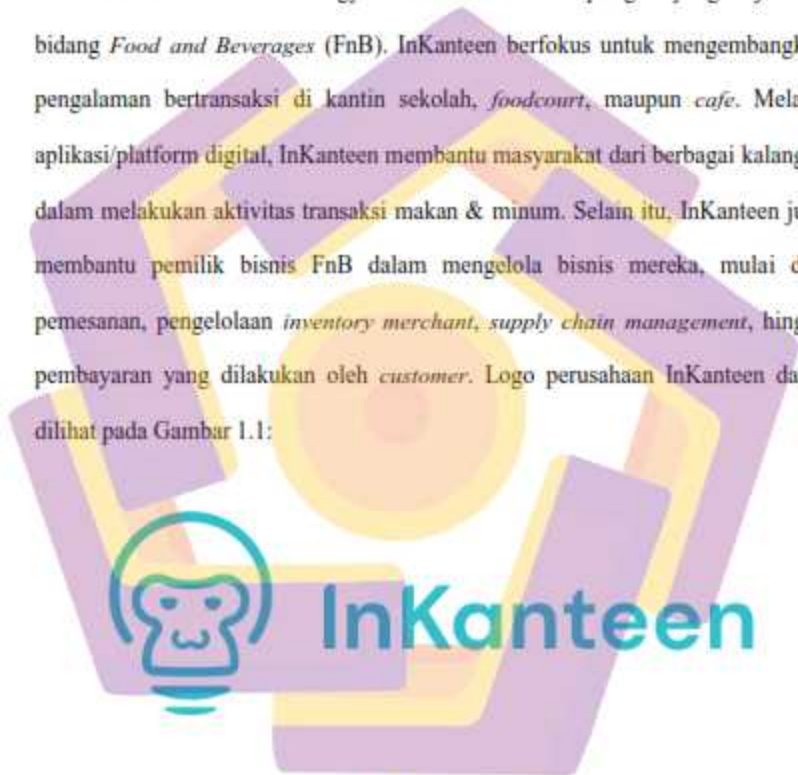 bidang Food and Beverages (FnB). InKanteen berfokus untuk mengembangk
pengalaman bertransaksi di kantin sekolah, foodcourt, maupun cafe. Mela
aplikasi/platform digital, InKanteen membantu masyarakat dari berbagai kalang
dalam melakukan aktivitas transaksi makan & minum. Selain itu, InKanteen ju
membantu pemilik bisnis FnB dalam mengelola bisnis mereka, mulai d
pemesanan, pengelolaan inventory merchant, supply chain management, hing
pembayaran yang dilakukan oleh customer. Logo perusahaan InKanteen da
dilihat pada Gambar 1.1:
InKanteen